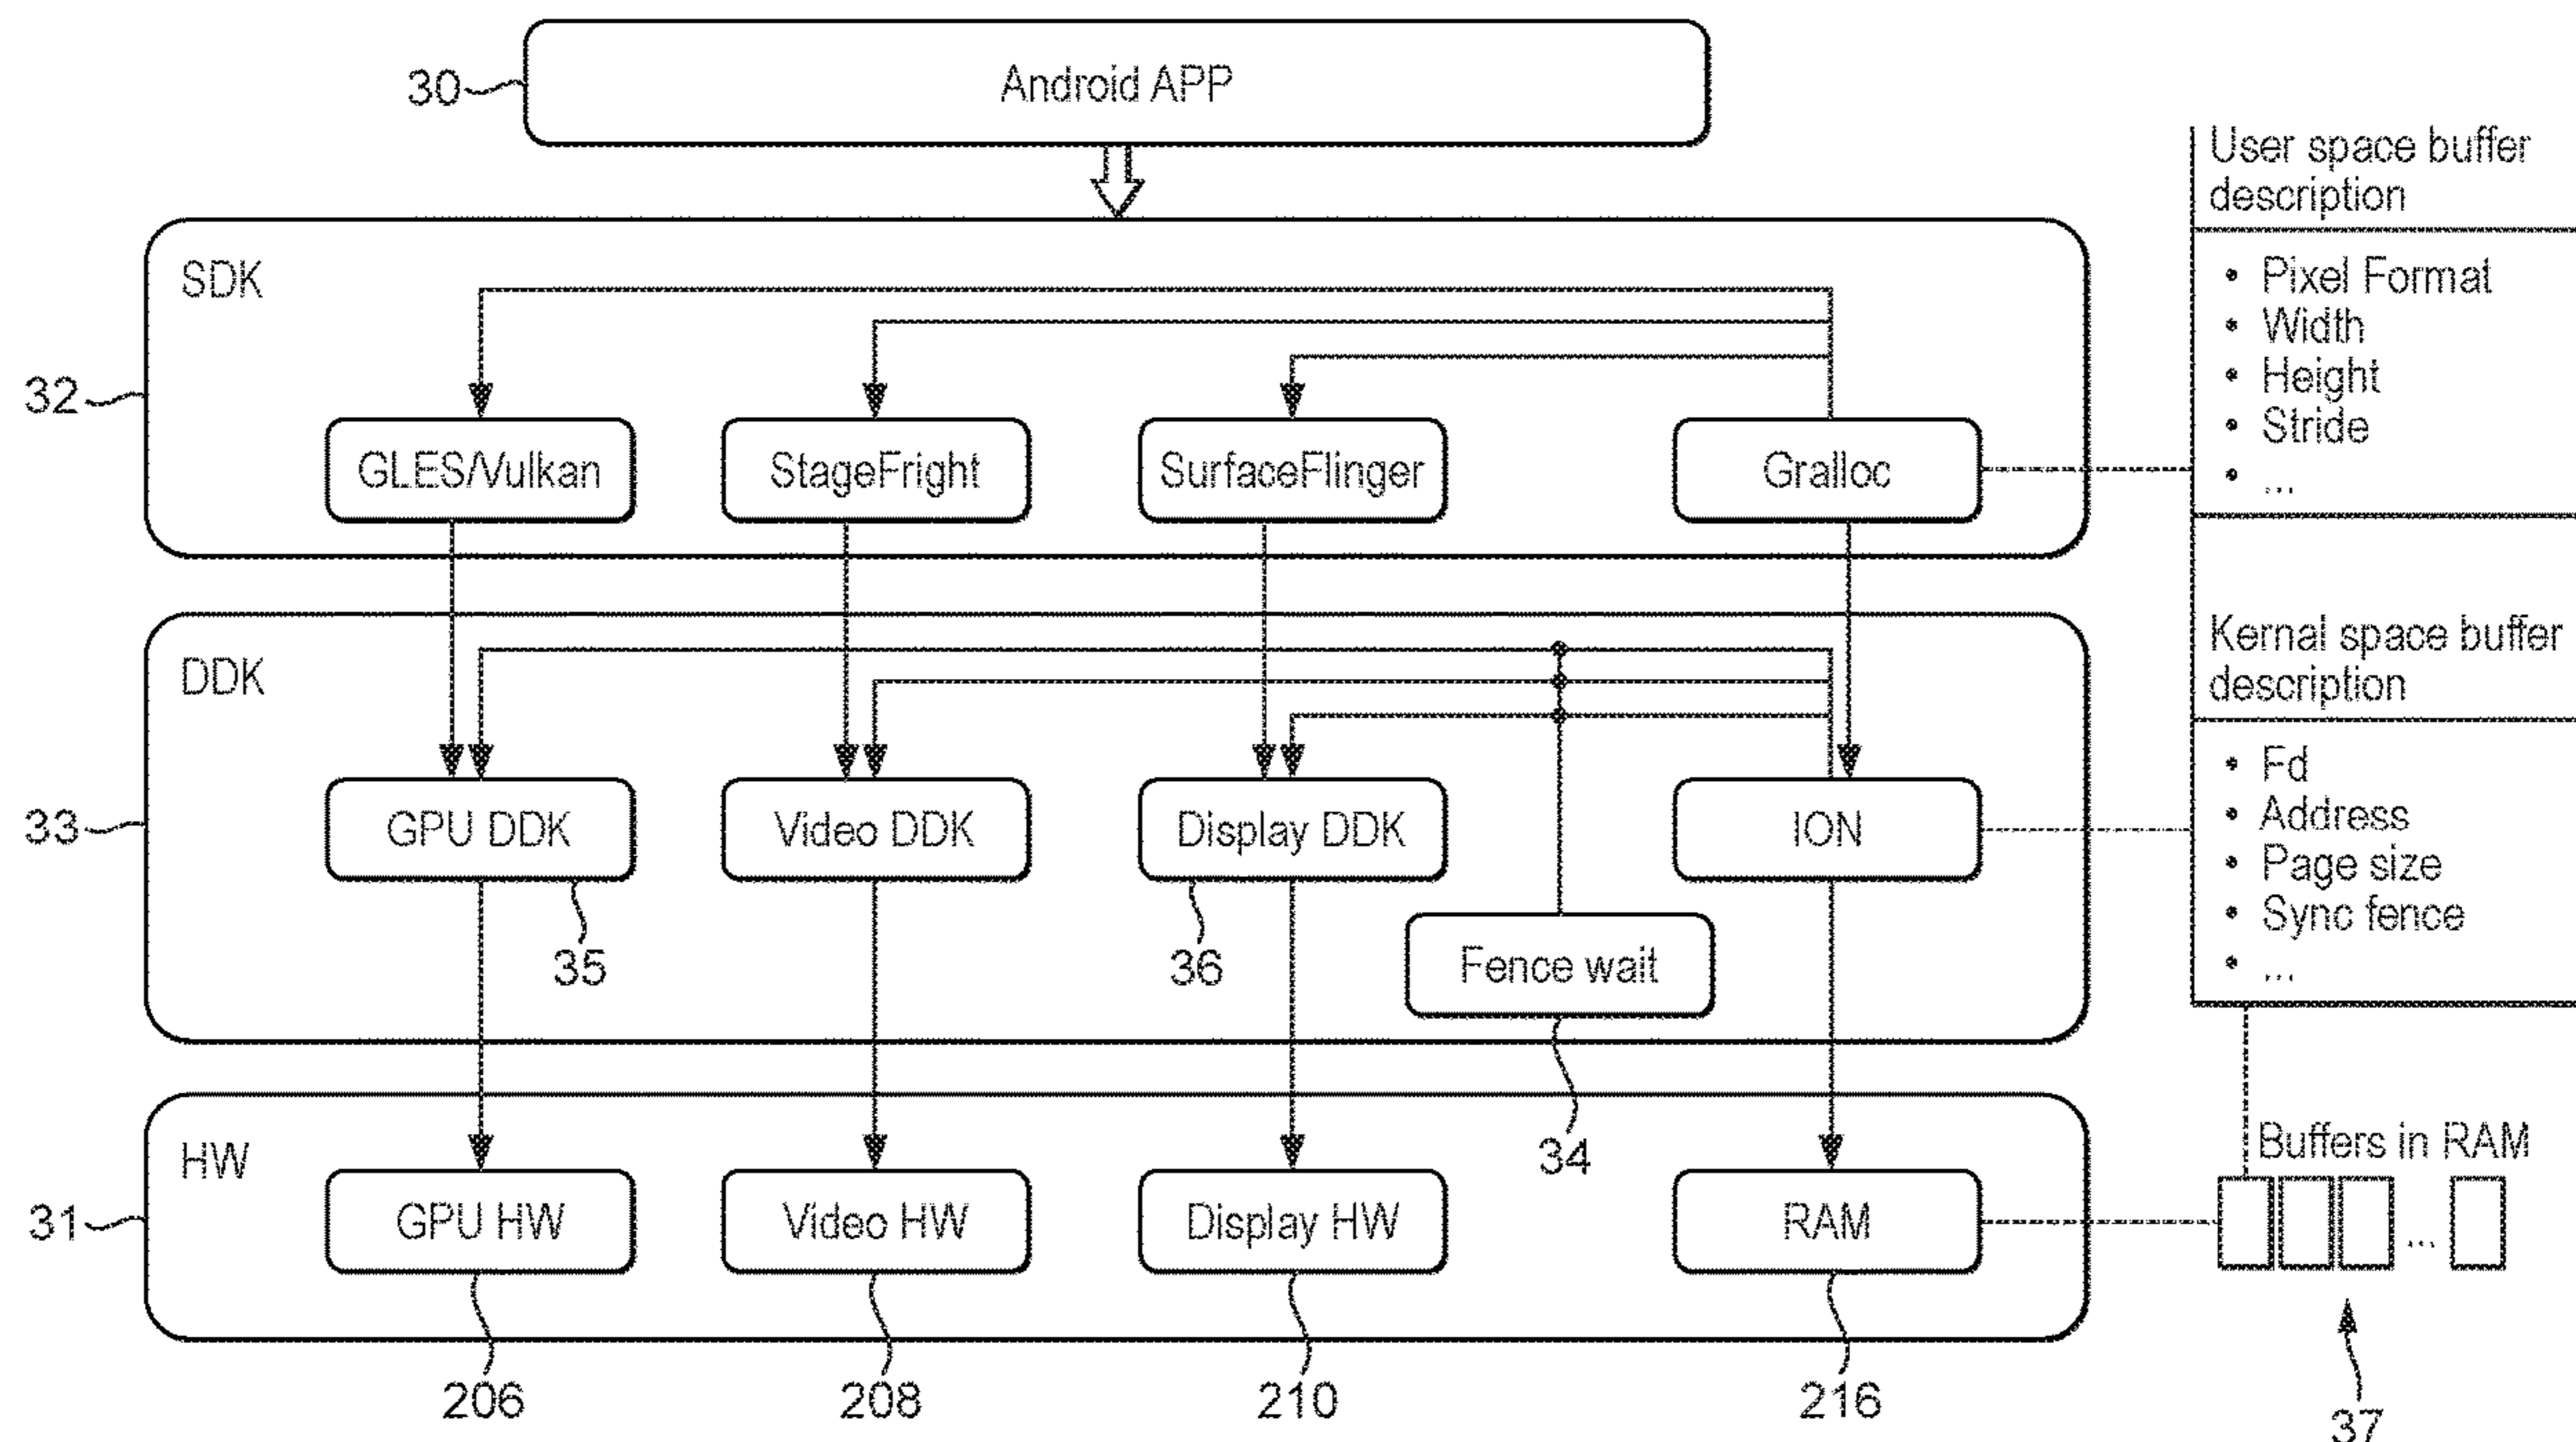 Android APP
30
User space buffer
description
• Pixel Format
• Width
• Height
• Stride
• ...
SDK
32
GLES/Vulkan
StageFright
SurfaceFlinger
Gralloc
Kernal space buffer
description
• Fd
• Address
• Page size
• Sync fence
• ...
DDK
33
GPU DDK
Video DDK
Display DDK
ION
35
36
Fence wait
34
HW
31
GPU HW
Video HW
Display HW
RAM
Buffers in RAM
...
206
208
210
216
37